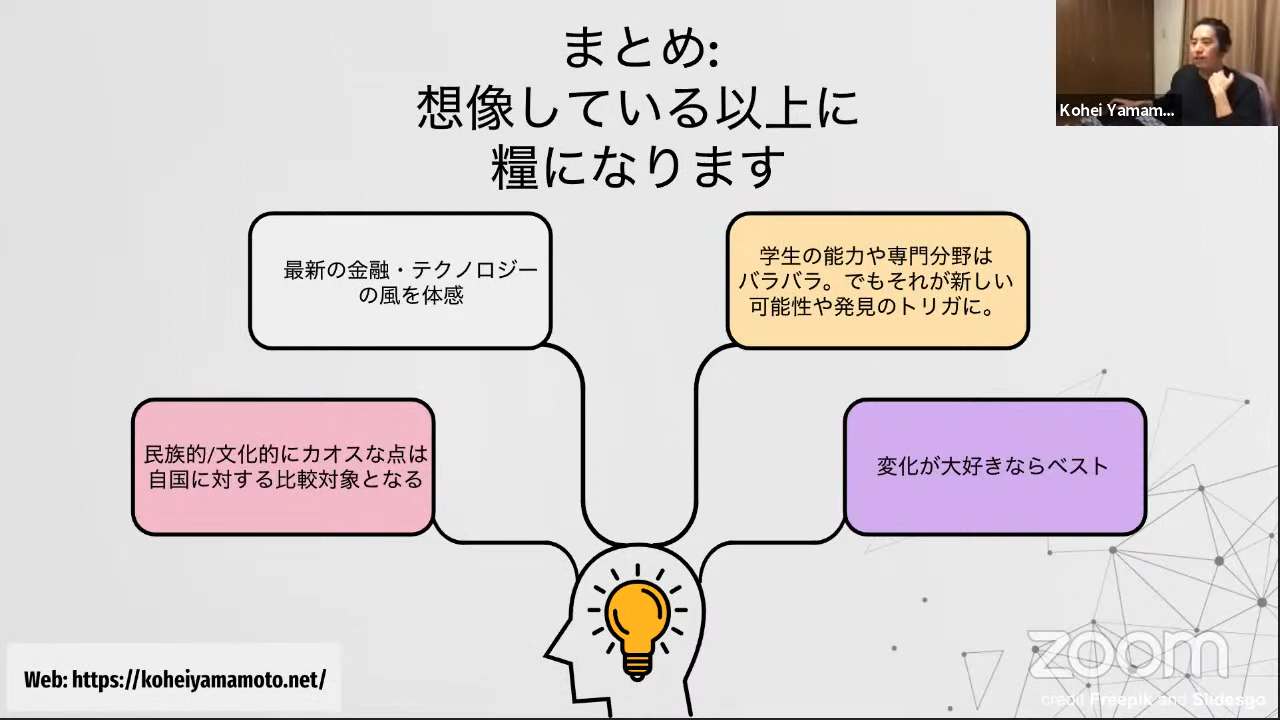 まとめ:
想像している以上に
糧になります
Kohei Yamam...
最新の金融・テクノロジー
の風を体感
学生の能力や専門分野は
バラバラ。でもそれが新しい
可能性や発見のトリガに。
民族的/文化的にカオスな点は
自国に対する比較対象となる
変化が大好きならベスト
Web: https://koheiyamamoto.net/
zoom
credit Freepik and Slidesgo